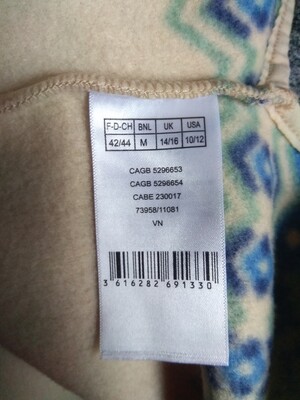 F-D-CH BNL UK USA
42/44 M 14/16 10/12
CAGB 5296653
CAGB 5296654
CABE 230017
73958/11081
VN
3 616282 691330